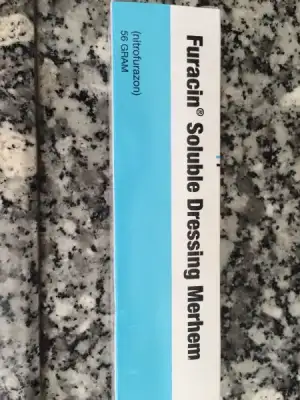 Furacin® Soluble Dressing Merhem
(nitrofurazon)
56 GRAM